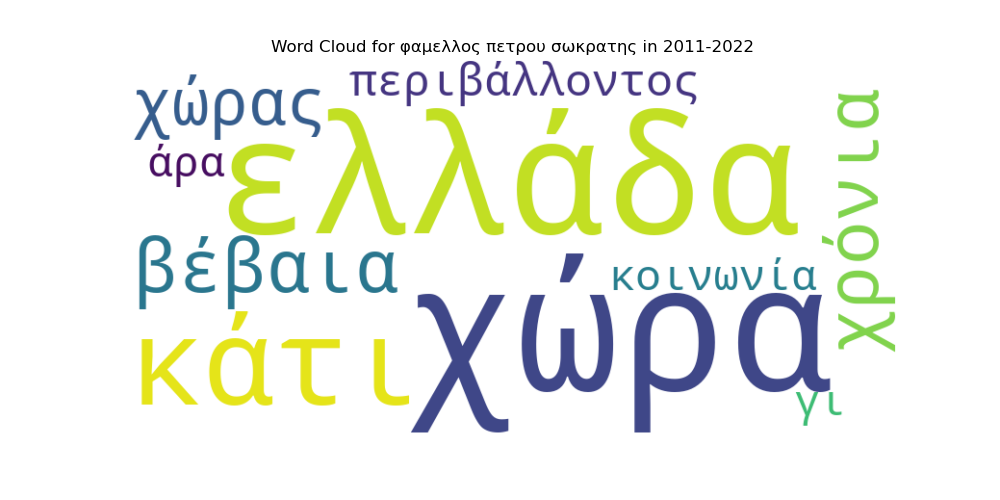 Word Cloud for φαμελλος πετρου σωκρατης in 2011-2022
περιβάλλοντος
χώρας
χρόνια
ελλάδα
άρα
βέβαια
κοινωνία
χώρα
κάτι
γι